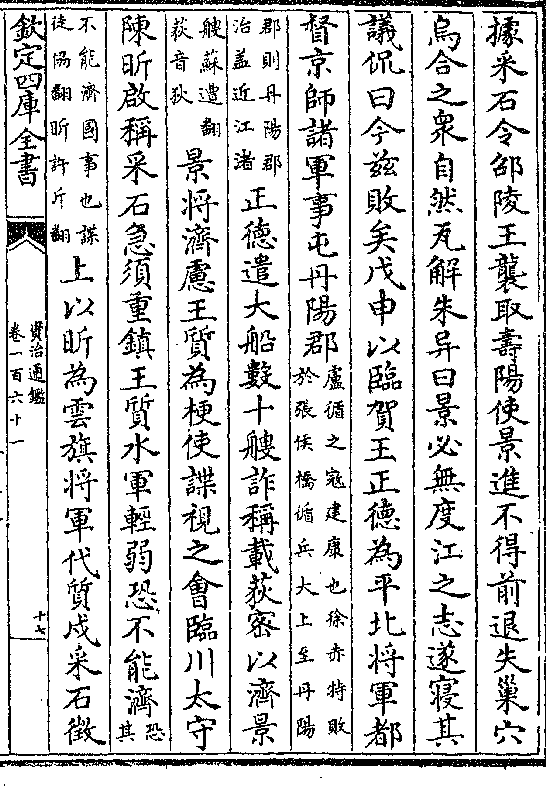 據采石令邵陵王襲取壽陽使景進不得前退失巢穴
烏合之衆自然瓦解朱异曰景必無度江之志遂寝其
議侃曰今兹敗矣戊申以臨賀王正德為平北將軍都
督京師諸軍事屯丹陽郡
盧循之寇建康也徐赤特敗
於張侯橋循兵大上至丹陽
郡則丹陽郡
治盖近江渚
正德遣大船數十艘詐稱載荻宻以濟景
艘蘇遭翻
荻音狄
景将濟慮王質為梗使諜視之會臨川太守
陳昕啟稱采石急須重鎮王質水軍輕弱恐不能濟
恐其
不能濟國事也諜
徒協翻昕許斤翻
上以昕為雲旗将軍代質戍采石徴
欽定四庫全書
資治通鑑
卷一百六十一
十七